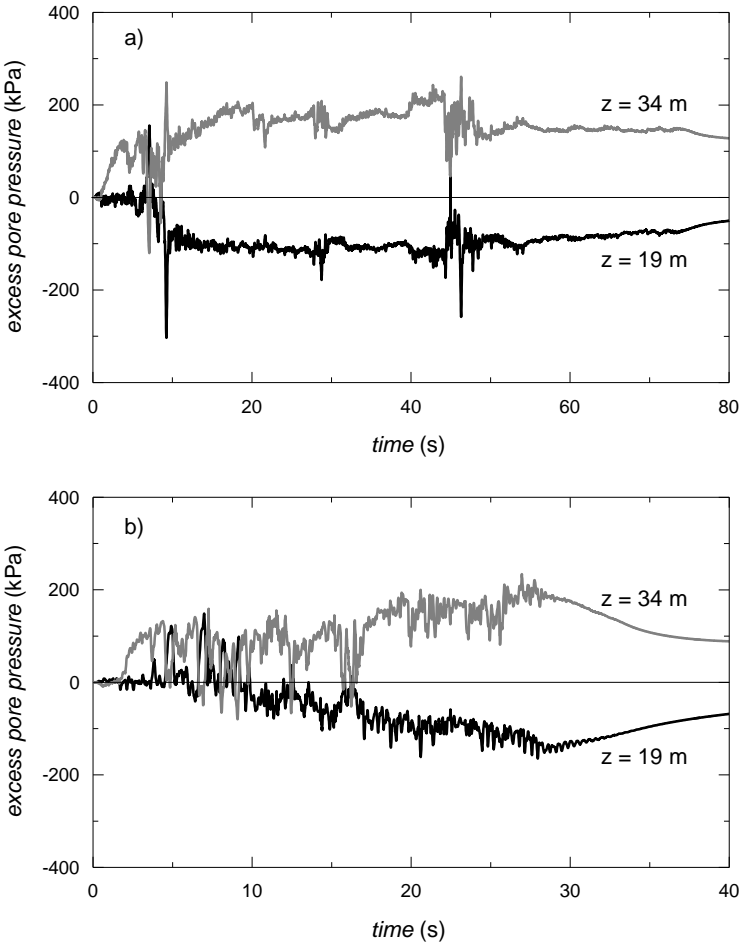 400
a)
200
z = 34 m
0
z = 19 m
-200
-400
0 20 40 60 80
excess pore pressure (kPa)
time (s)
400
b)
200
z = 34 m
0
z = 19 m
-200
-400
0 10 20 30 40
excess pore pressure (kPa)
time (s)